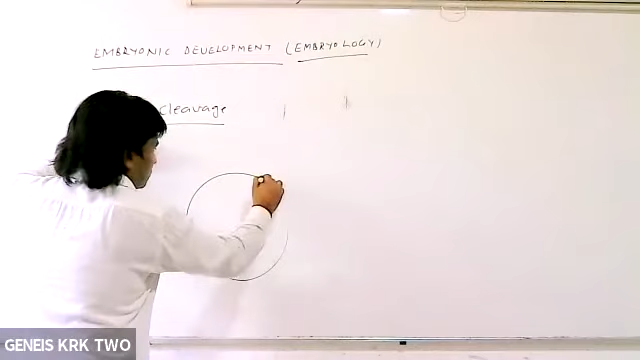 EMBRYONIC DEVELOPMENT (EMBRYOLOGY)
Cleavage
GENEIS KRK TWO